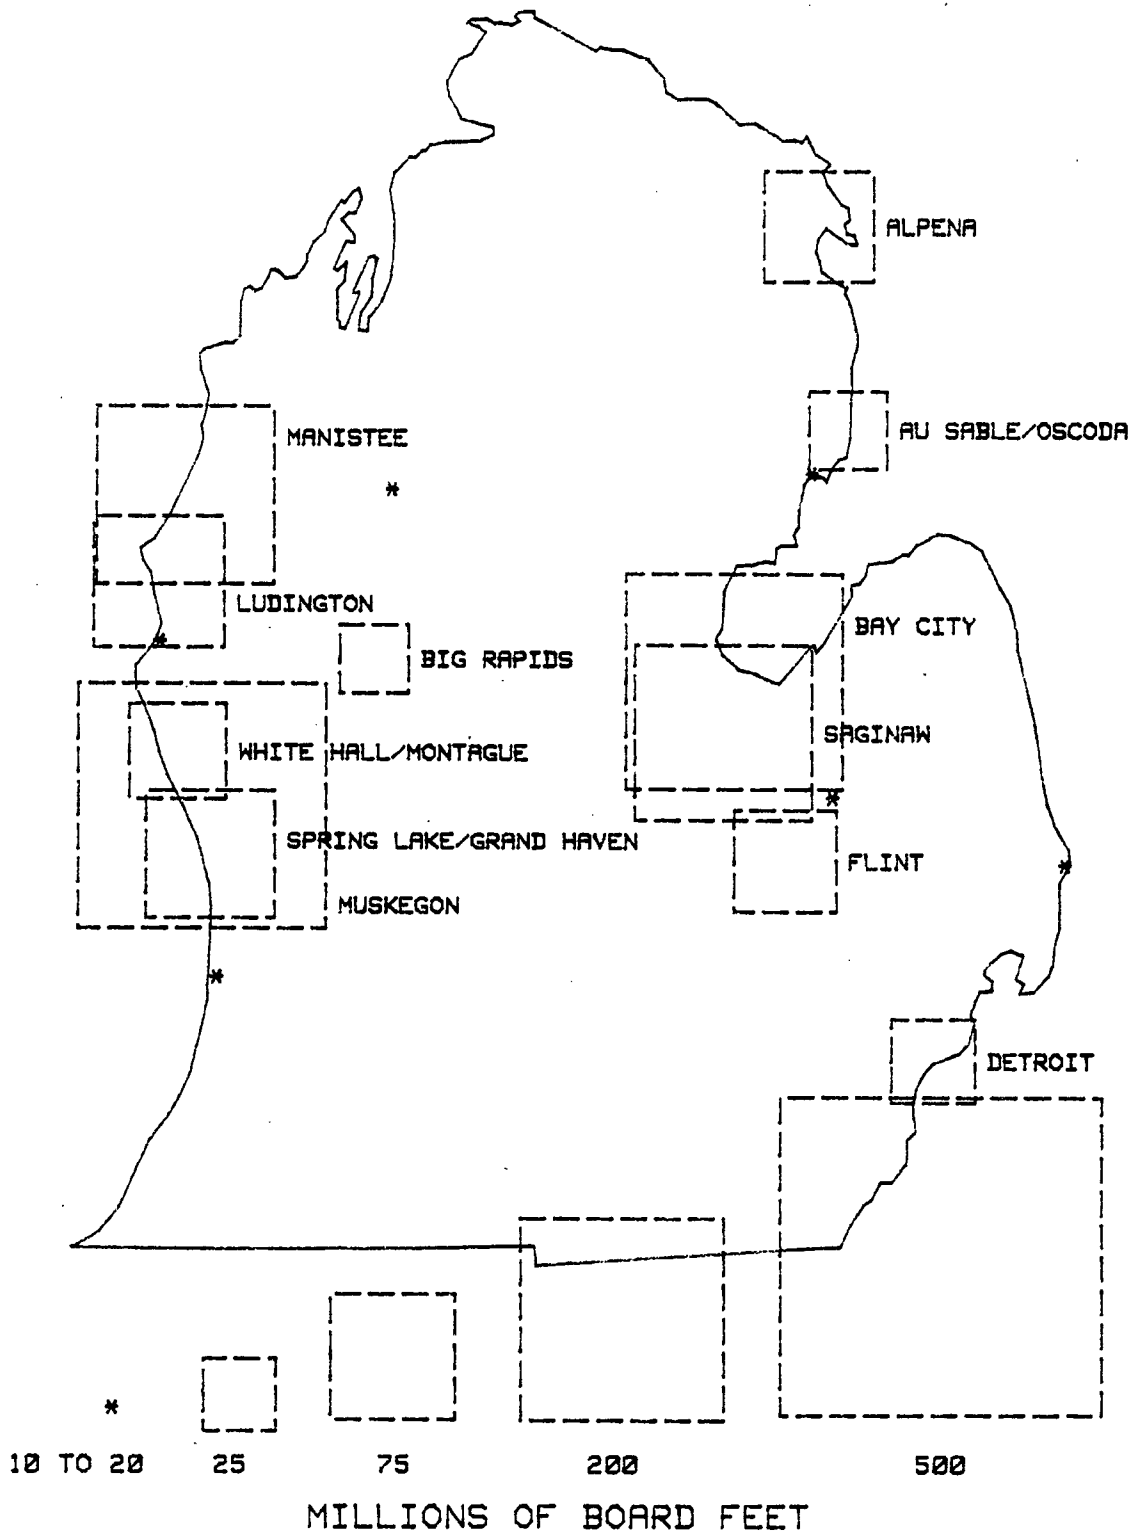 ALPENA
MANISTEE
AU SABLE/OSCODA
*
*
LUDINGTON
BAY CITY
*
BIG RAPIDS
SAGINAW
WHITE HALL/MONTAGUE
*
SPRING LAKE/GRAND HAVEN
FLINT
*
MUSKEGON
*
DETROIT
*
10 TO 20 25 75 200 500
MILLIONS OF BOARD FEET